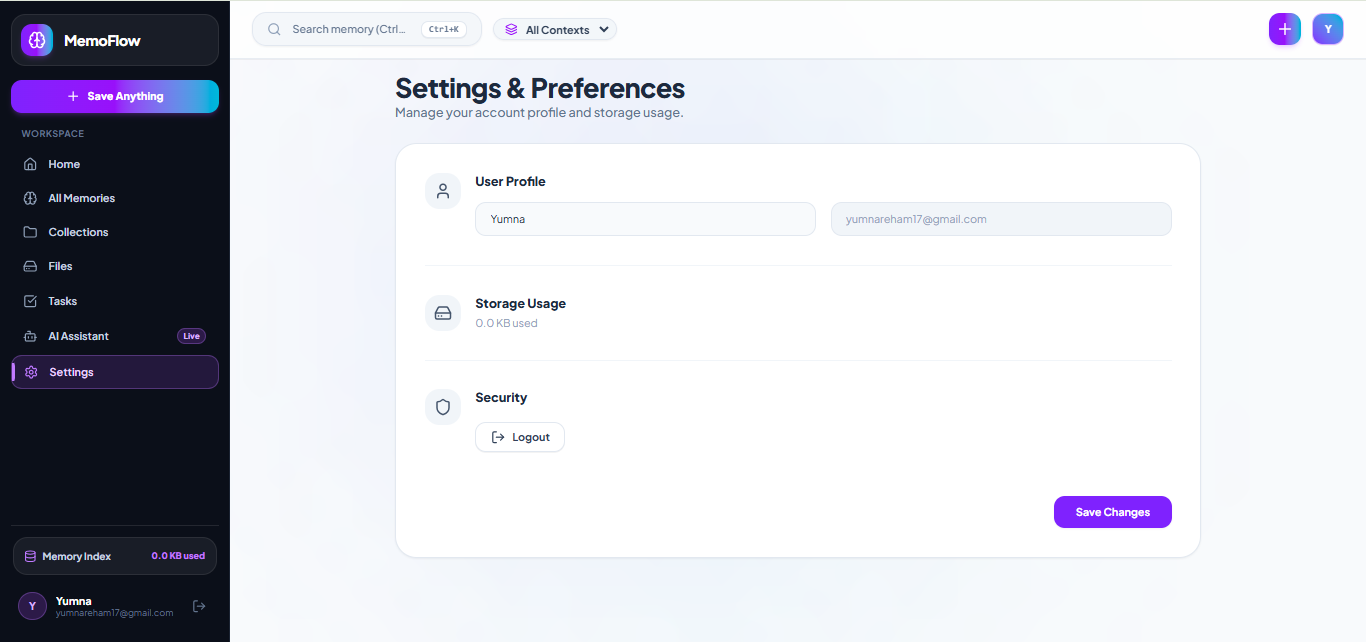 MemoFlow
Save Anything
WORKSPACE
Home
All Memories
Collections
Files
Tasks
AI Assistant
Live
Settings
Memory Index
0.0 KB used
Y
Yumna
yumnareham17@gmail.com
Search memory (Ctrl...
Ctrl+K
All Contexts
Y
Settings & Preferences
Manage your account profile and storage usage.
User Profile
Yumna
yumnareham17@gmail.com
Storage Usage
0.0 KB used
Security
Logout
Save Changes